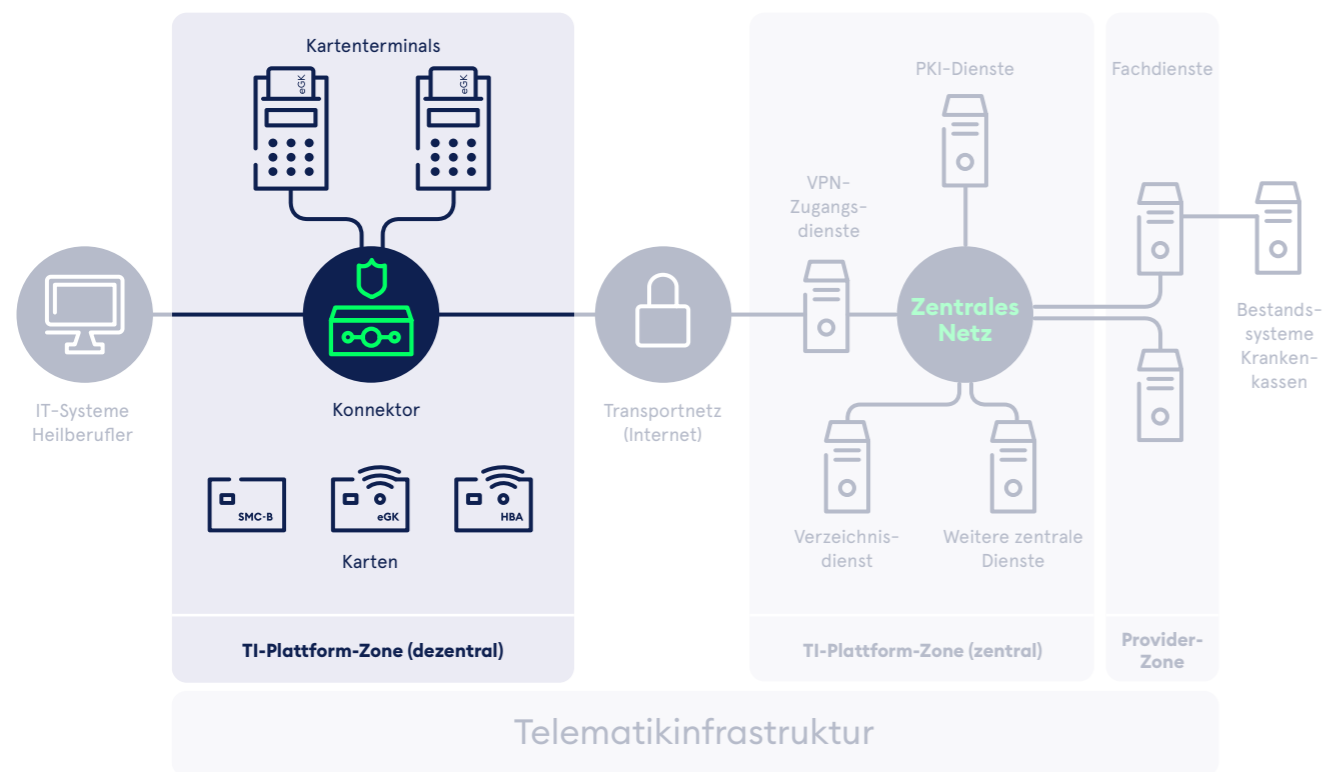 Kartenterminals
eGK
eGK
PKI-Dienste
Fachdienste
VPN-
Zugangs-
dienste
Zentrales
Netz
Bestands-
systeme
Kranken-
kassen
IT-Systeme
Heilberufler
Konnektor
Transportnetz
(Internet)
SMC-B
eGK
HBA
Karten
Verzeichnis-
dienst
Weitere zentrale
Dienste
TI-Plattform-Zone (dezentral)
TI-Plattform-Zone (zentral)
Provider-
Zone
Telematikinfrastruktur